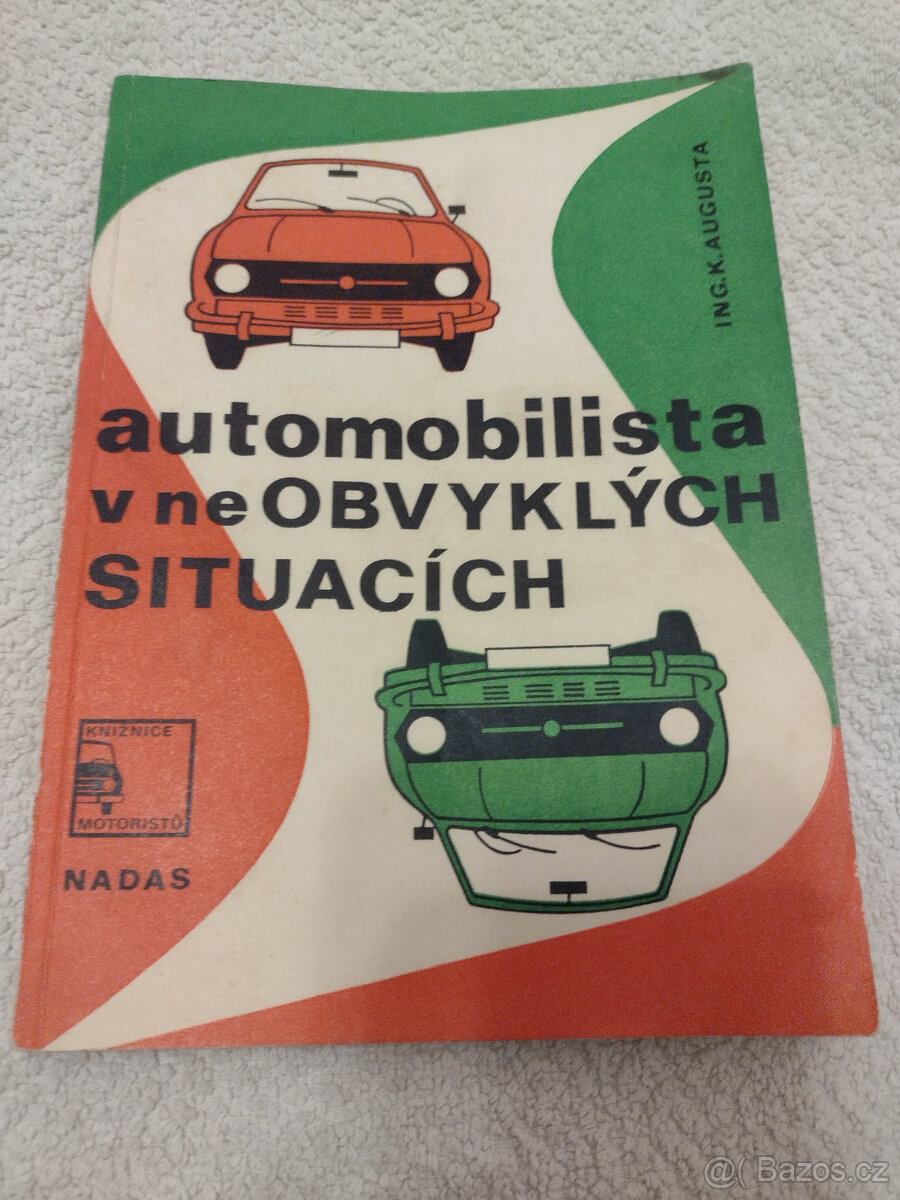 ING.K.AUGUSTA
automobilista
v neOBVYKLÝCH
SITUACÍCH
KNIŽNICE
MOTORISTŮ
NADAS
@( Bazos.cz